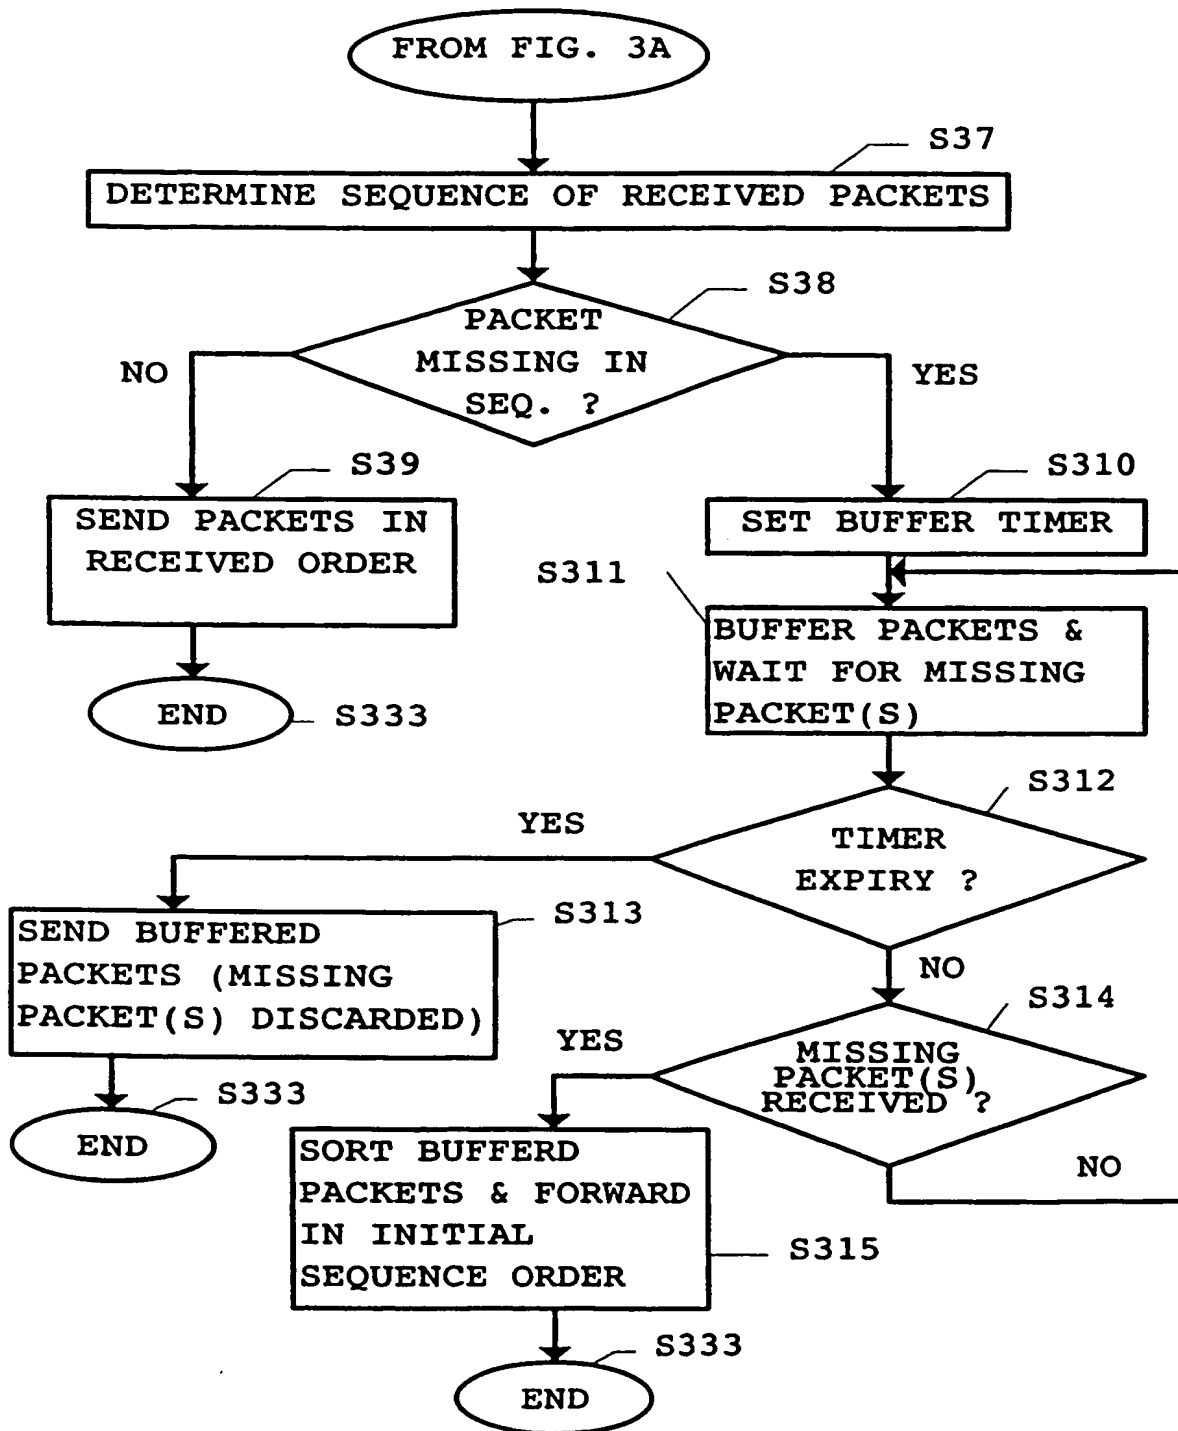 FROM FIG. 3A
S37
DETERMINE SEQUENCE OF RECEIVED PACKETS
S38
PACKET
MISSING IN
SEQ. ?
NO
YES
S39
SEND PACKETS IN
RECEIVED ORDER
S310
SET BUFFER TIMER
S311
BUFFER PACKETS &
WAIT FOR MISSING
PACKET(S)
END
S333
S312
TIMER
EXPIRY ?
YES
NO
S313
SEND BUFFERED
PACKETS (MISSING
PACKET(S) DISCARDED)
S314
MISSING
PACKET(S)
RECEIVED ?
YES
NO
S333
END
SORT BUFFERD
PACKETS & FORWARD
IN INITIAL
SEQUENCE ORDER
S315
S333
END